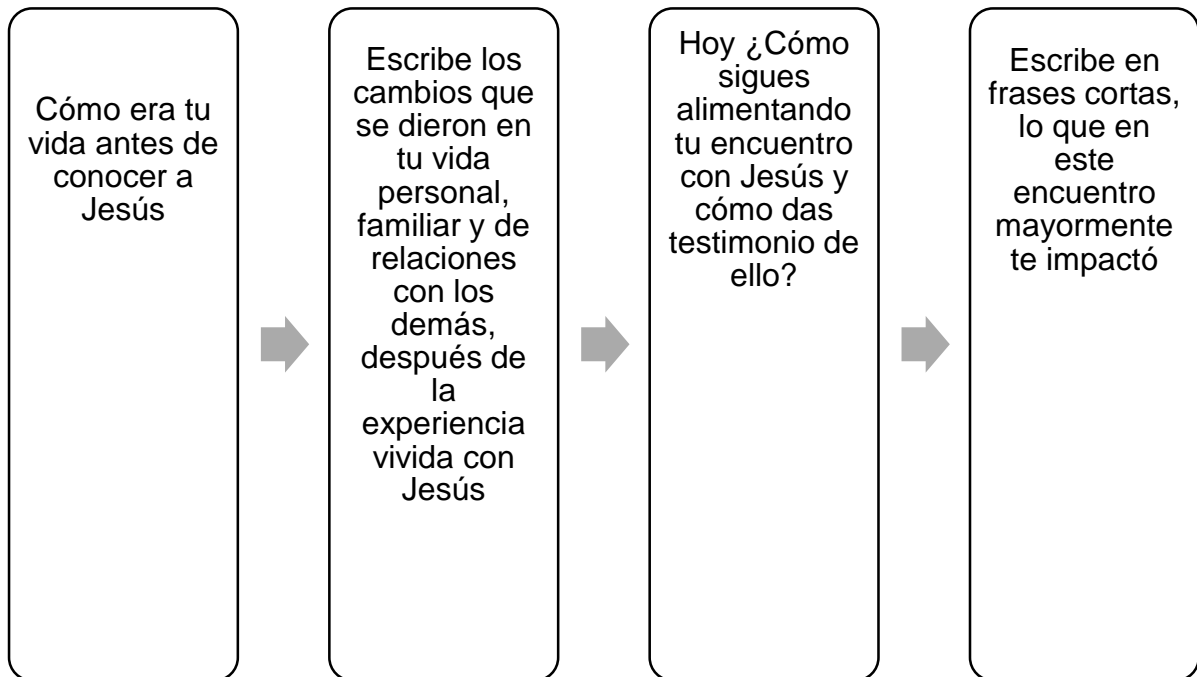 Cómo era tu
vida antes de
conocer a
Jesús
Escribe los
cambios que
se dieron en
tu vida
personal,
familiar y de
relaciones
con los
demás,
después de
la
experiencia
vivida con
Jesús
Hoy ¿Cómo
sigues
alimentando
tu encuentro
con Jesús y
cómo das
testimonio de
ello?
Escribe en
frases cortas,
lo que en
este
encuentro
mayormente
te impactó